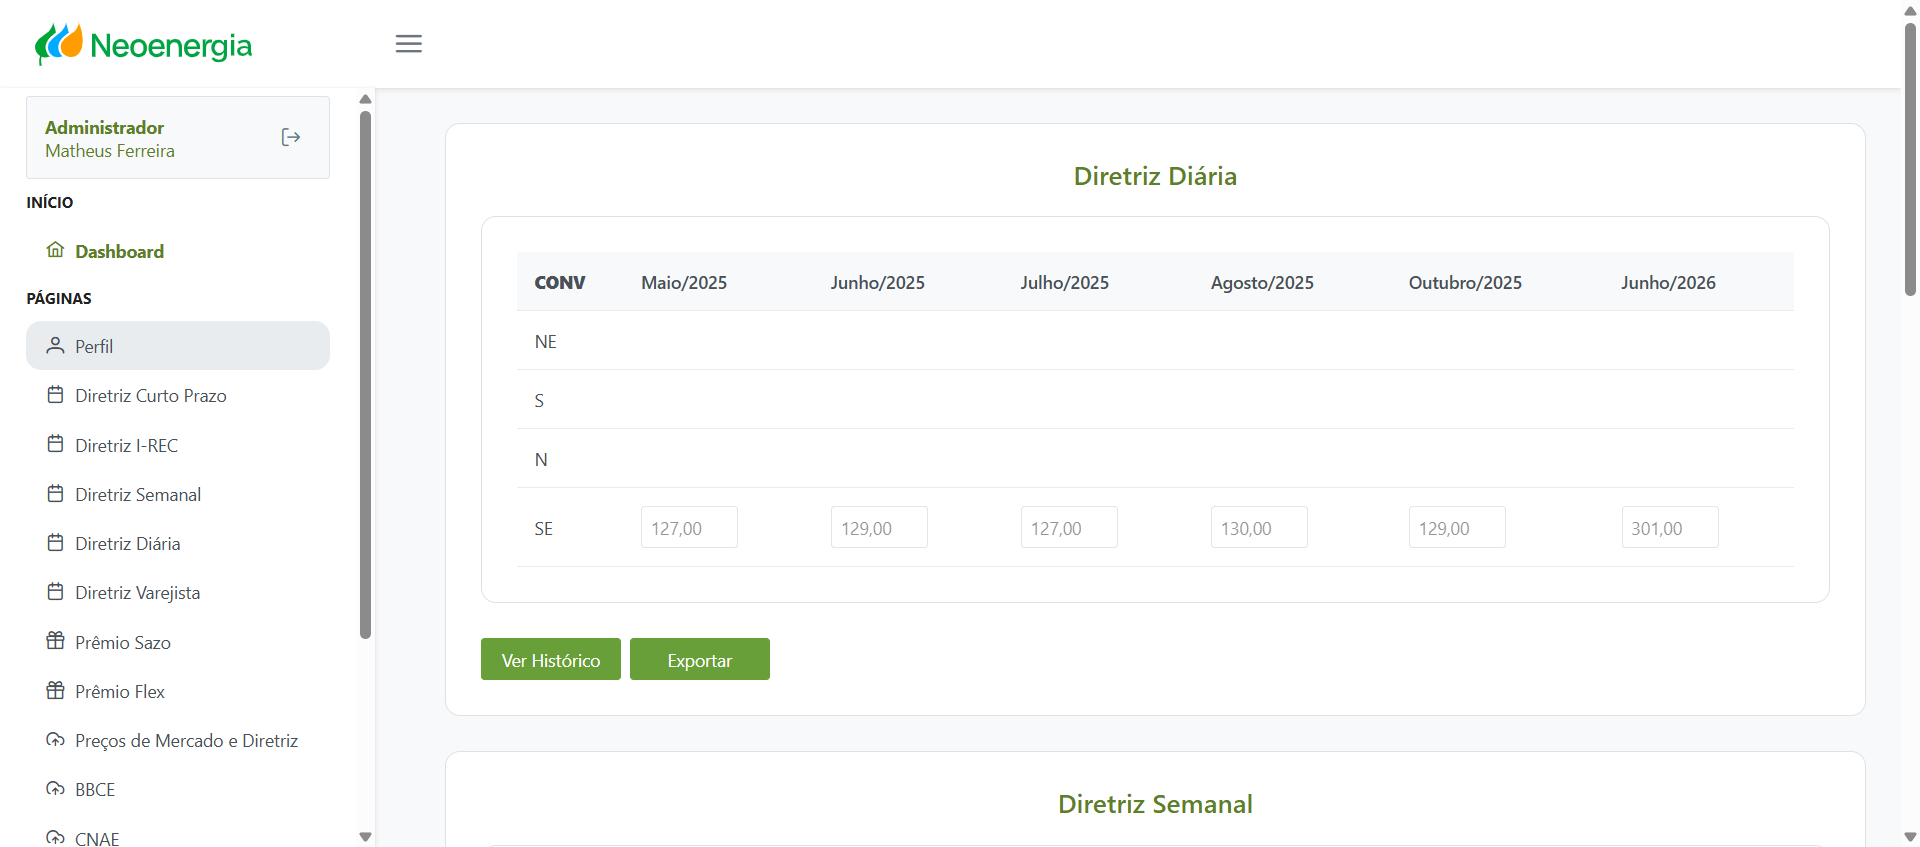 Neoenergia
Administrador
Matheus Ferreira
INÍCIO
Dashboard
PÁGINAS
Perfil
Diretriz Curto Prazo
Diretriz I-REC
Diretriz Semanal
Diretriz Diária
Diretriz Varejista
Prêmio Sazo
Prêmio Flex
Preços de Mercado e Diretriz
BBCE
CNAE
Diretriz Diária
CONV Maio/2025 Junho/2025 Julho/2025 Agosto/2025 Outubro/2025 Junho/2026
NE
S
N
SE 127,00 129,00 127,00 130,00 129,00 301,00
Ver Histórico Exportar
Diretriz Semanal